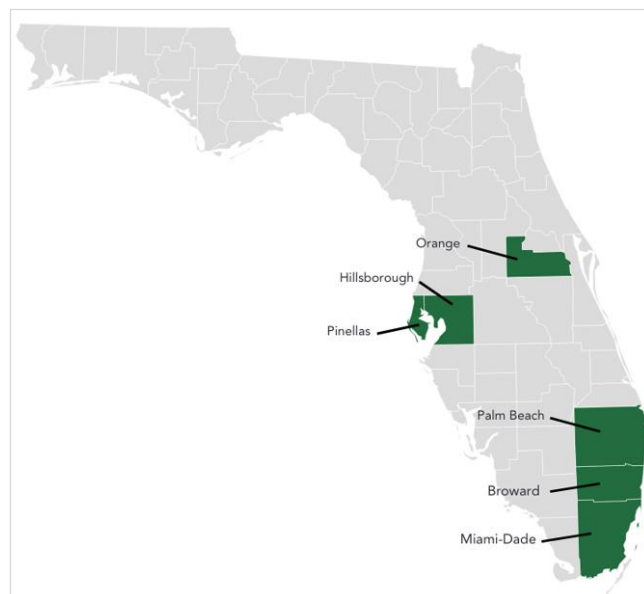 Orange
Hillsborough
Pinellas
Palm Beach
Broward
Miami-Dade